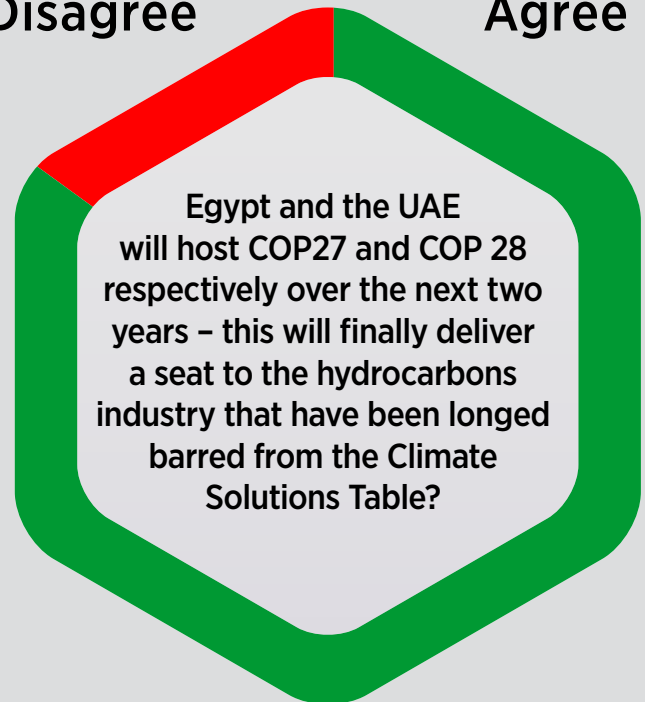 Disagree
Agree
Egypt and the UAE
will host COP27 and COP 28
respectively over the next two
years – this will finally deliver
a seat to the hydrocarbons
industry that have been longed
barred from the Climate
Solutions Table?